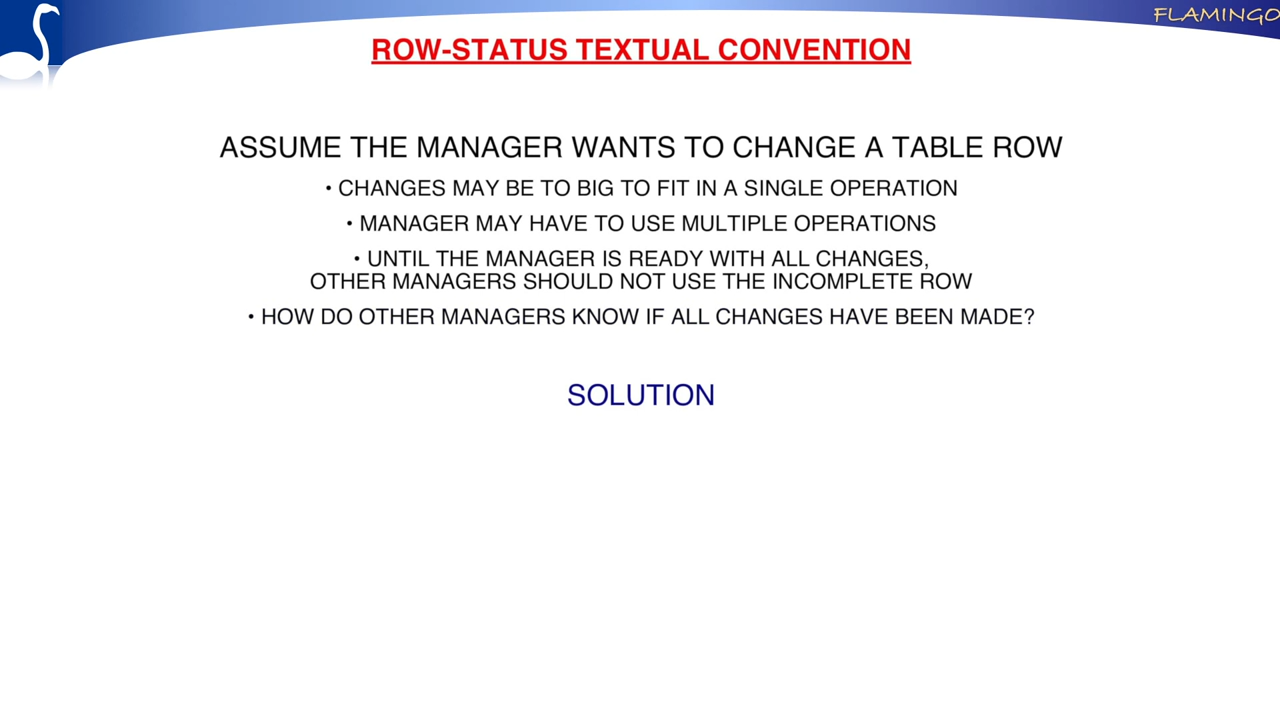 FLAMINGO
ROW-STATUS TEXTUAL CONVENTION
ASSUME THE MANAGER WANTS TO CHANGE A TABLE ROW
• CHANGES MAY BE TO BIG TO FIT IN A SINGLE OPERATION
• MANAGER MAY HAVE TO USE MULTIPLE OPERATIONS
• UNTIL THE MANAGER IS READY WITH ALL CHANGES,
OTHER MANAGERS SHOULD NOT USE THE INCOMPLETE ROW
• HOW DO OTHER MANAGERS KNOW IF ALL CHANGES HAVE BEEN MADE?
SOLUTION